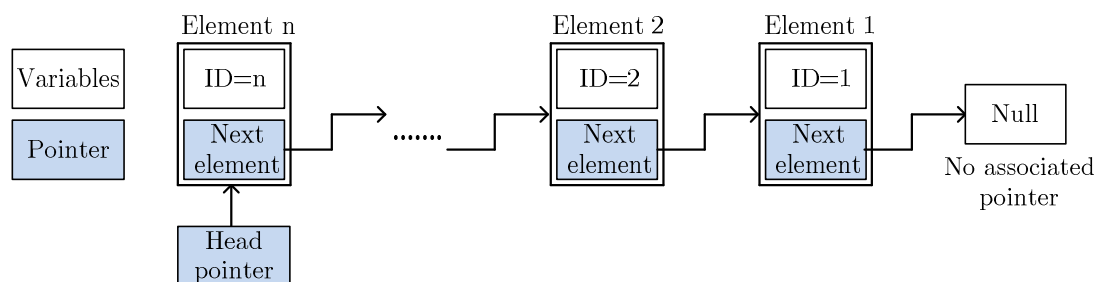 Element n
Element 2
Element 1
Variables
ID=n
ID=2
ID=1
Null
Pointer
Next
element
.......
Next
element
Next
element
No associated
pointer
Head
pointer